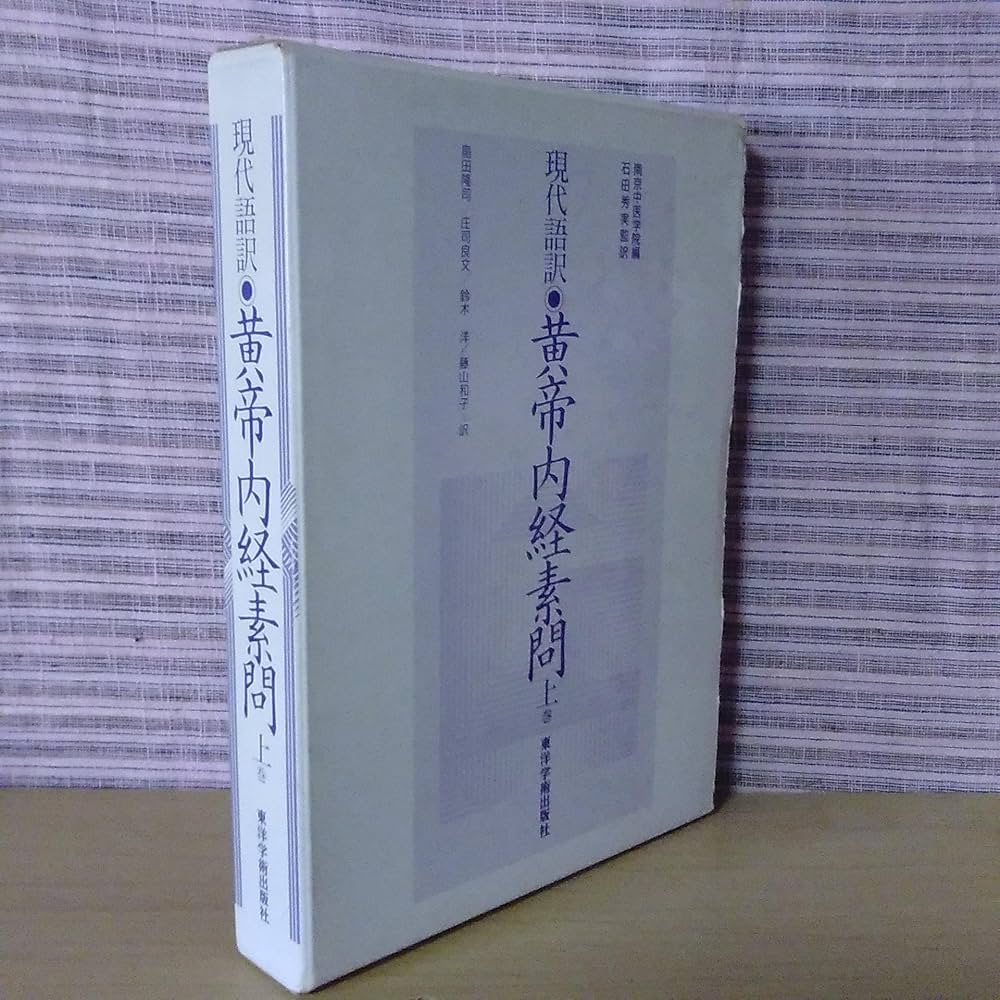 現代語訳●黄帝内経素問 上巻 東洋学術出版社
南京中医学院編
石田秀実監訳
現代語訳●黄帝内経素問 上巻 東洋学術出版社
島田隆司 庄司良文 鈴木 洋 藤山和子=訳